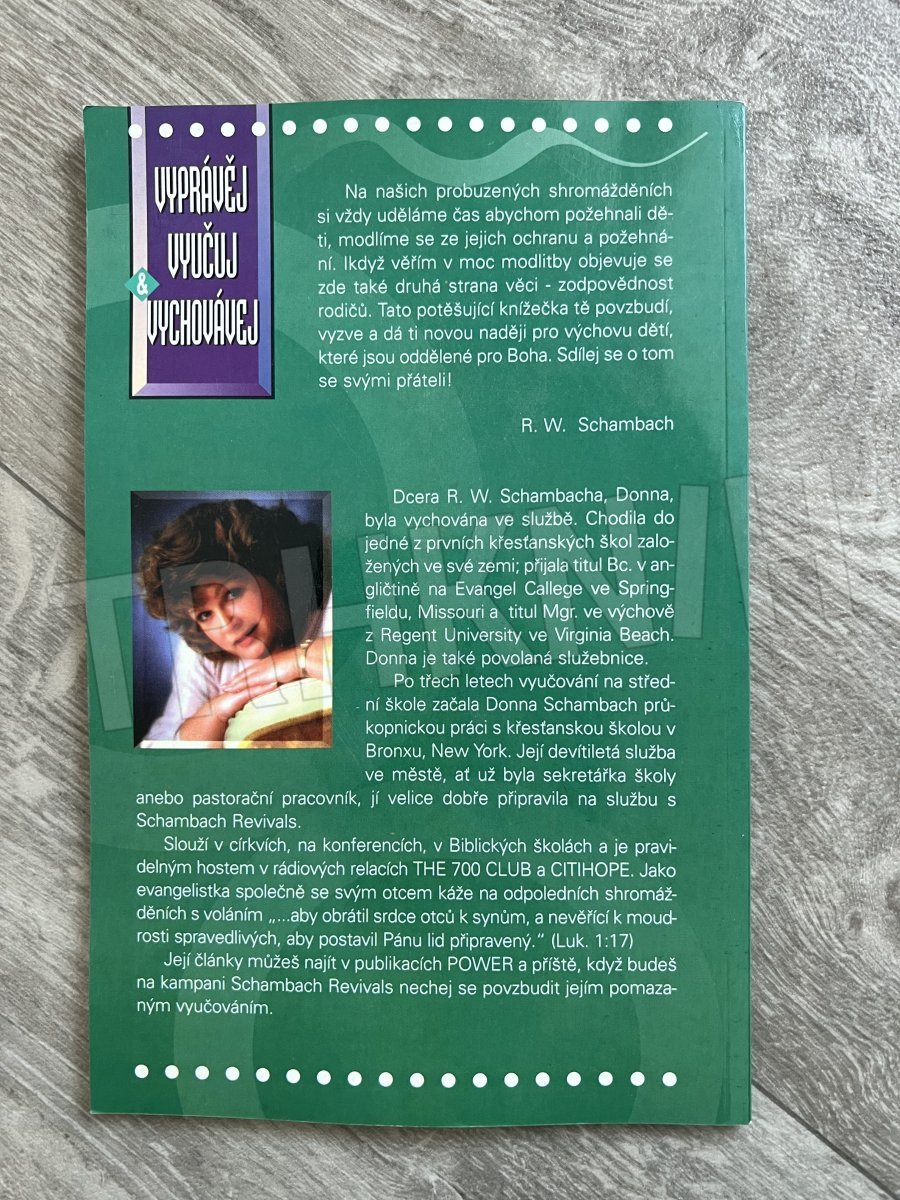 VYPRÁVĚJ
VYUČUJ
&
VYCHOVÁVEJ
Na našich probuzených shromážděních
si vždy uděláme čas abychom požehnali dě-
ti, modlíme se ze jejich ochranu a požehná-
ní. Ikdyž věřím v moc modlitby objevuje se
zde také druhá strana věci - zodpovědnost
rodičů. Tato potěšující knížečka tě povzbudí,
vyzve a dá ti novou naději pro výchovu dětí,
které jsou oddělené pro Boha. Sdílej se o tom
se svými přáteli!
R. W. Schambach
Dcera R. W. Schambacha, Donna,
byla vychována ve službě. Chodila do
jedné z prvních křesťanských škol zalo-
žených ve své zemi; přijala titul Bc. v an-
gličtině na Evangel Callege ve Spring-
fieldu, Missouri a titul Mgr. ve výchově
z Regent University ve Virginia Beach.
Donna je také povolaná služebnice.
Po třech letech vyučování na střed-
ní škole začala Donna Schambach prů-
kopnickou práci s křesťanskou školou v
Bronxu, New York. Její devítiletá služba
ve městě, ať už byla sekretářka školy
anebo pastorační pracovník, jí velice dobře připravila na službu s
Schambach Revivals.
Slouží v církvích, na konferencích, v Biblických školách a je pravi-
delným hostem v rádiových relacích THE 700 CLUB a CITIHOPE. Jako
evangelistka společně se svým otcem káže na odpoledních shromáž-
děních s voláním „...aby obrátil srdce otců k synům, a nevěřící k moud-
rosti spravedlivých, aby postavil Pánu lid připravený.“ (Luk. 1:17)
Její články můžeš najít v publikacích POWER a příště, když budeš
na kampani Schambach Revivals nechej se povzbudit jejím pomaza-
ným vyučováním.